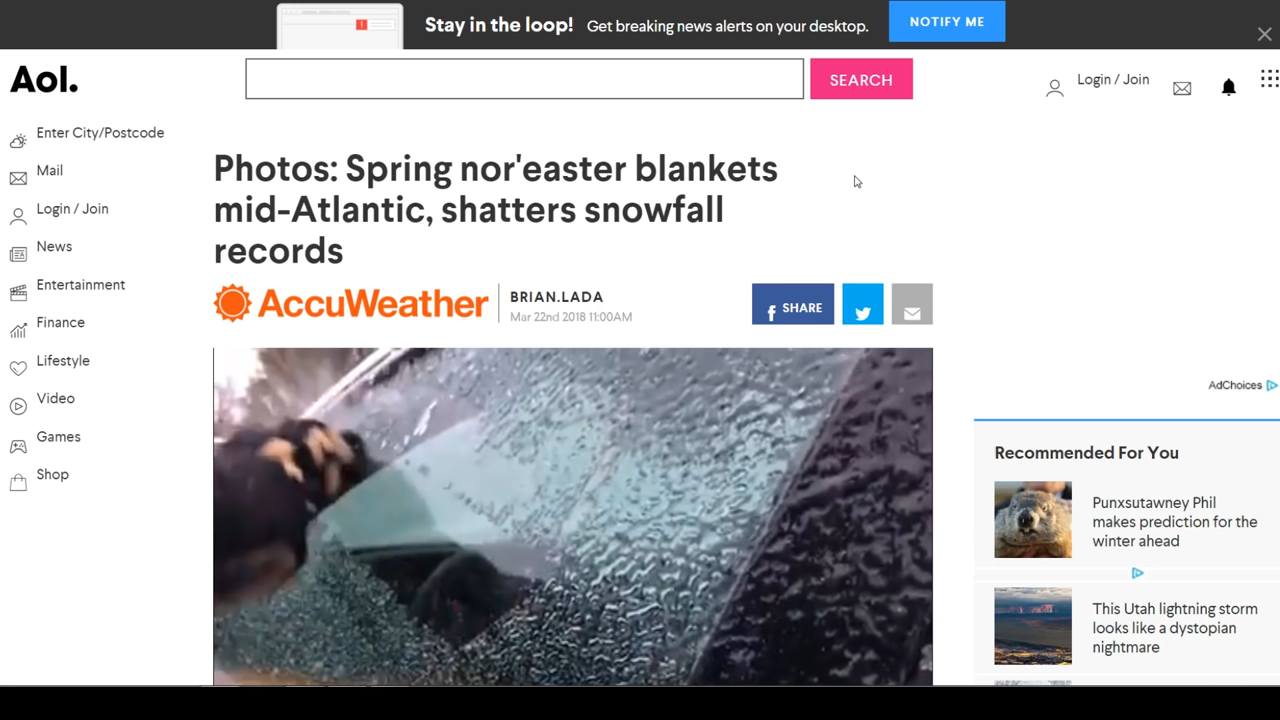 Stay in the loop! Get breaking news alerts on your desktop. NOTIFY ME
Aol.
SEARCH
Login / Join
Enter City/Postcode
Mail
Login / Join
News
Entertainment
Finance
Lifestyle
Video
Games
Shop
Photos: Spring nor'easter blankets
mid-Atlantic, shatters snowfall
records
AccuWeather
BRIAN.LADA
Mar 22nd 2018 11:00AM
SHARE
AdChoices
Recommended For You
Punxsutawney Phil
makes prediction for the
winter ahead
This Utah lightning storm
looks like a dystopian
nightmare